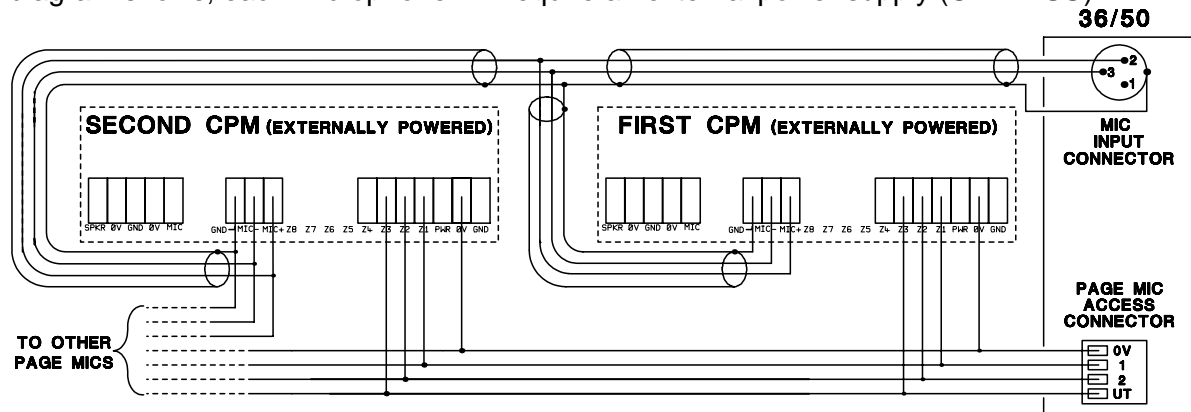 36/50
2
3
1
MIC
INPUT
CONNECTOR
SECOND CPM (EXTERNALLY POWERED)
SPKR 0V GND 0V MIC
GND MIC- MIC+ Z8 Z7 Z6 Z5 Z4 Z3 Z2 Z1 PWR 0V GND
FIRST CPM (EXTERNALLY POWERED)
SPKR 0V GND 0V MIC
GND MIC- MIC+ Z8 Z7 Z6 Z5 Z4 Z3 Z2 Z1 PWR 0V GND
TO OTHER
PAGE MICS
PAGE MIC
ACCESS
CONNECTOR
0V
1
2
UT